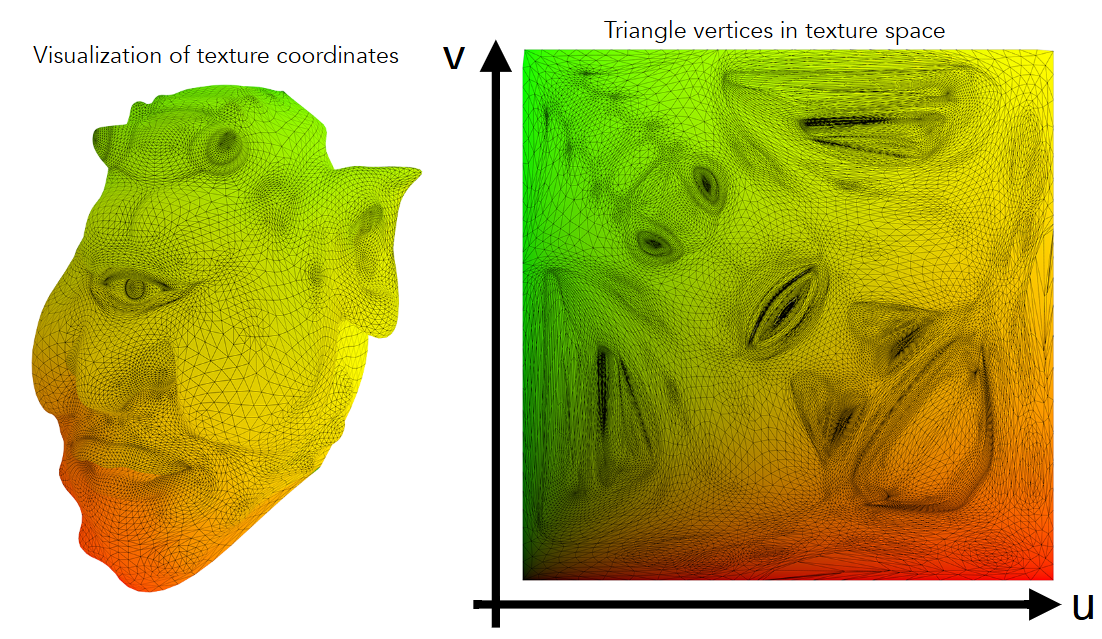 Visualization of texture coordinates
Triangle vertices in texture space
v
u